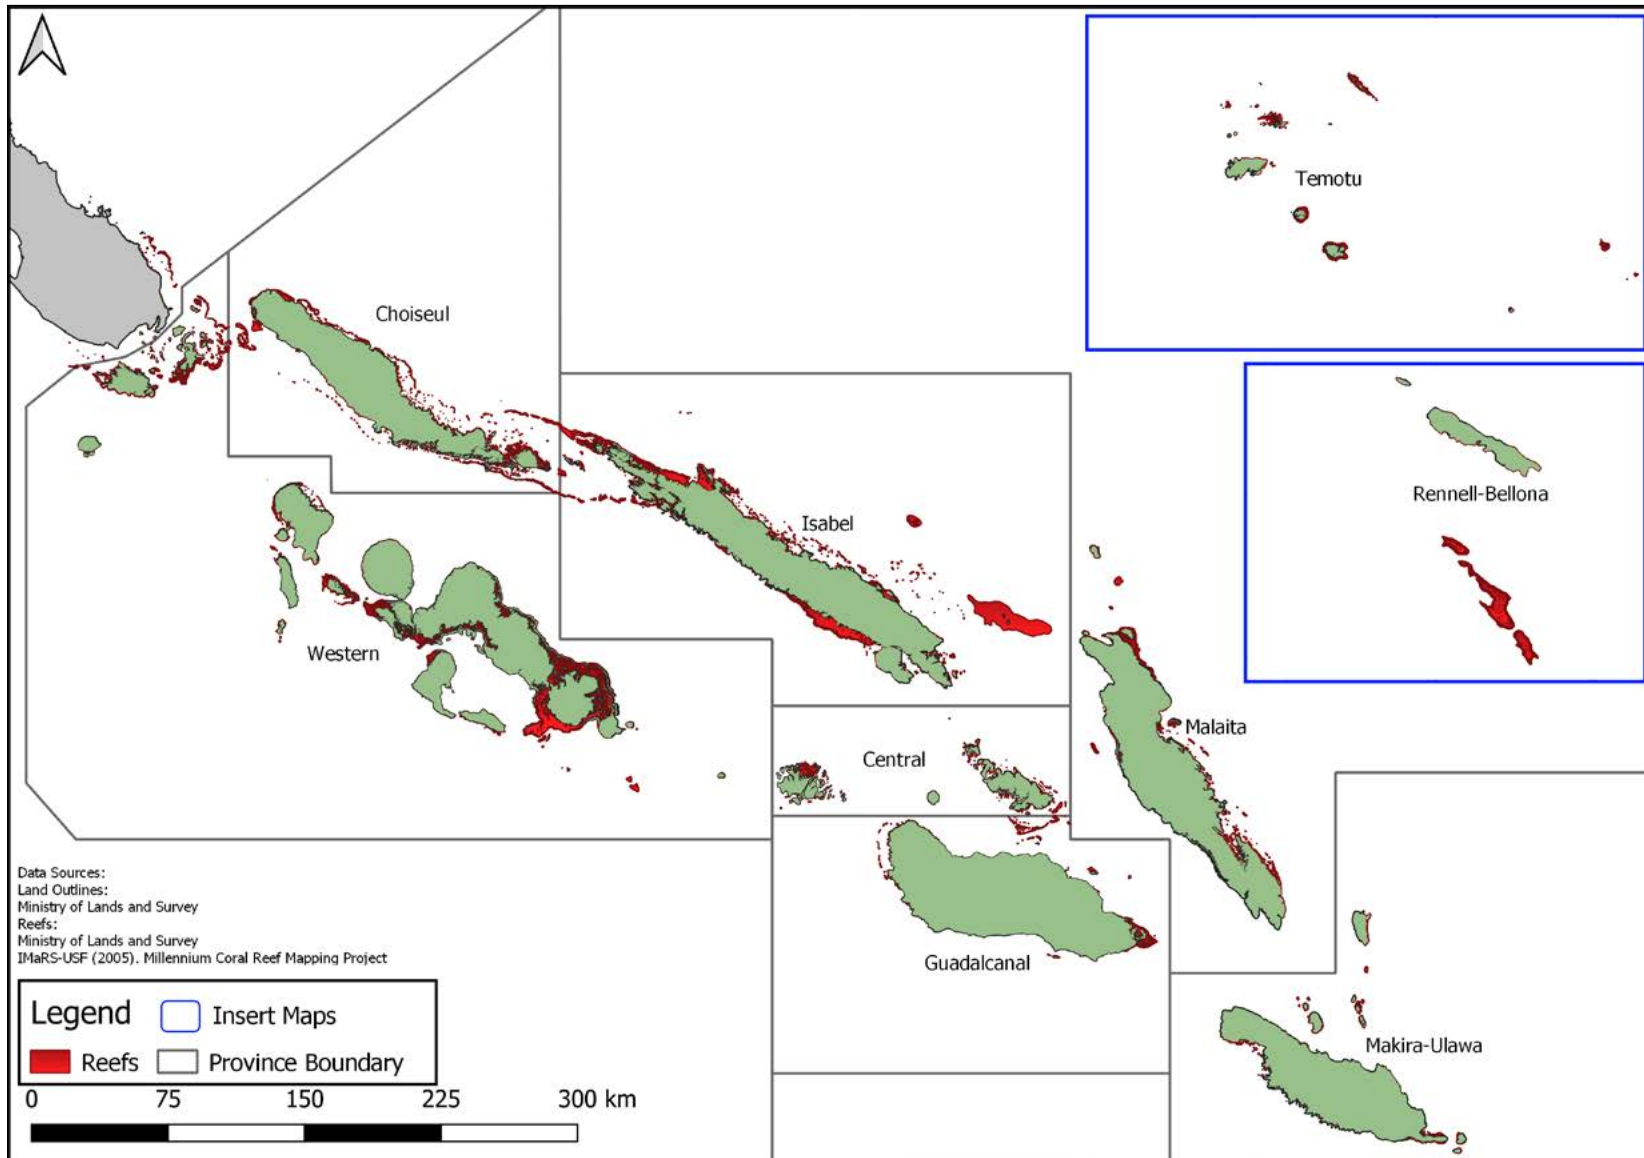 Temotu
Choiseul
Rennell-Bellona
Isabel
Western
Malaita
Central
Data Sources:
Land Outlines:
Ministry of Lands and Survey
Reefs:
Ministry of Lands and Survey
IMaRS-USF (2005). Millennium Coral Reef Mapping Project
Guadalcanal
Makira-Ulawa
Legend
Insert Maps
Reefs
Province Boundary
0 75 150 225 300 km